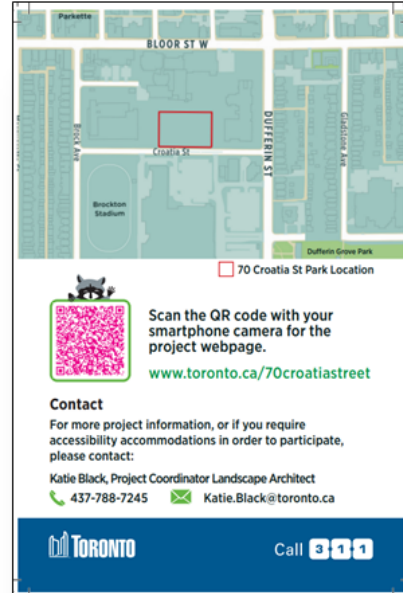 Parkette
BLOOR ST W
Brock Ave
DUFFERIN ST
Gladstone Ave
Croatia St
Brockton
Stadium
Dufferin Grove Park
70 Croatia St Park Location
Scan the QR code with your
smartphone camera for the
project webpage.
www.toronto.ca/70croatiastreet
Contact
For more project information, or if you require
accessibility accommodations in order to participate,
please contact:
Katie Black, Project Coordinator Landscape Architect
437-788-7245 Katie.Black@toronto.ca
TORONTO
Call 3 1 1